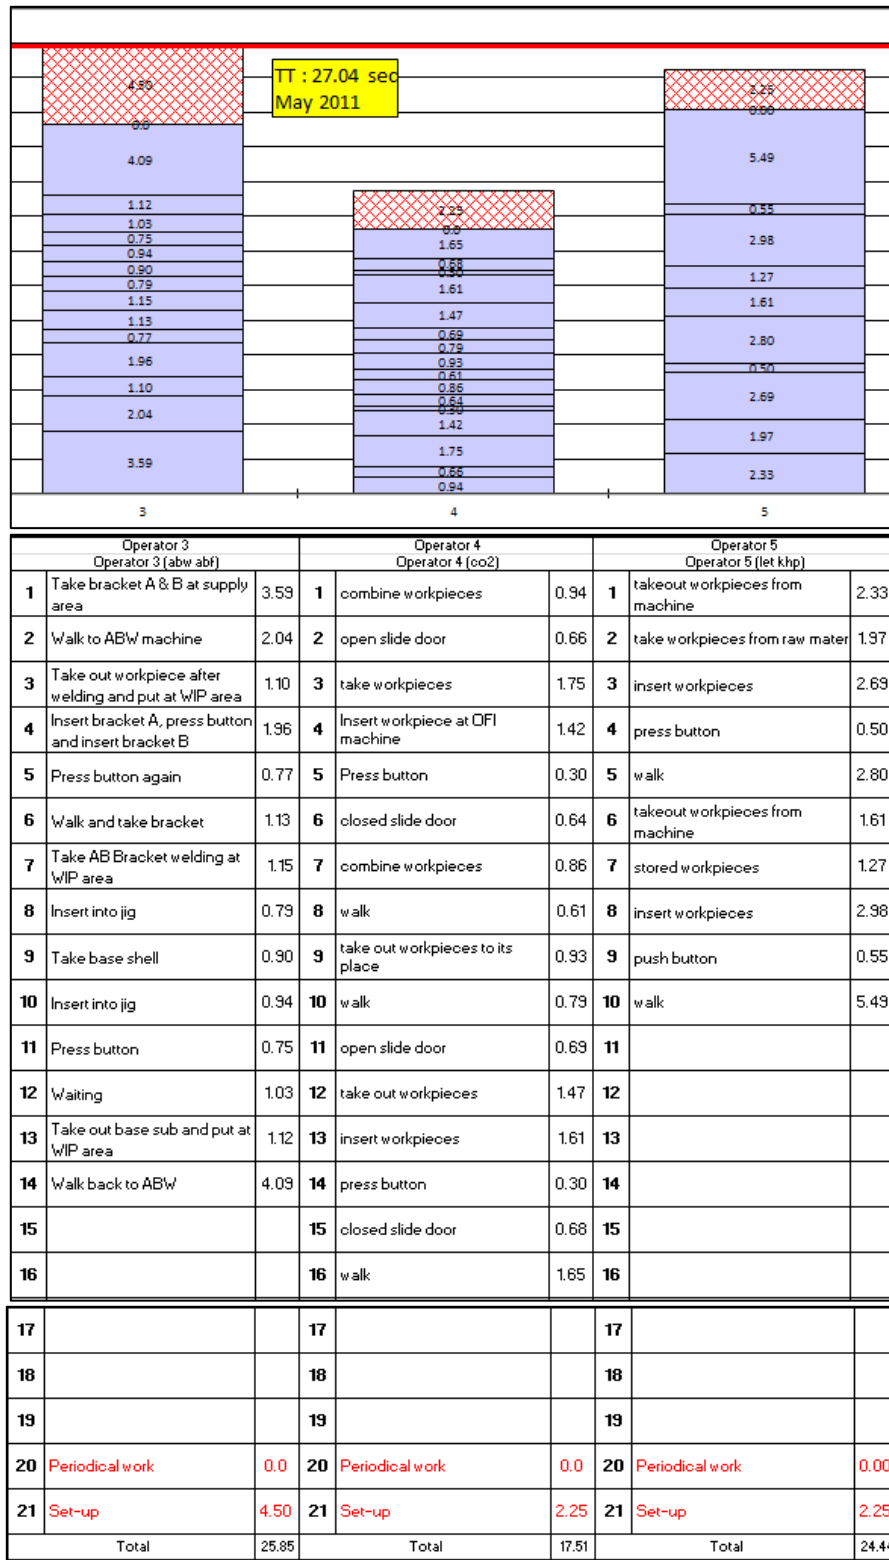 TT : 27.04 sec
May 2011
4.50
0.0
4.09
1.12
1.03
0.75
0.94
0.90
0.79
1.15
1.13
0.77
1.96
1.10
2.04
3.59
2.25
0.0
1.65
0.68
0.30
1.61
1.47
0.69
0.79
0.93
0.61
0.86
0.64
0.30
1.42
1.75
0.66
0.94
2.25
0.00
5.49
0.55
2.98
1.27
1.61
2.80
0.50
2.69
1.97
2.33
3 4 5
Operator 3 Operator 4 Operator 5
Operator 3 (abw abf) Operator 4 (co2) Operator 5 (let khp)
1 Take bracket A & B at supply area 3.59 1 combine workpieces 0.94 1 takeout workpieces from machine 2.33
2 Walk to ABW machine 2.04 2 open slide door 0.66 2 take workpieces from raw mater 1.97
3 Take out workpiece after welding and put at WIP area 1.10 3 take workpieces 1.75 3 insert workpieces 2.69
4 Insert bracket A, press button and insert bracket B 1.96 4 Insert workpiece at OFI machine 1.42 4 press button 0.50
5 Press button again 0.77 5 Press button 0.30 5 walk 2.80
6 Walk and take bracket 1.13 6 closed slide door 0.64 6 takeout workpieces from machine 1.61
7 Take AB Bracket welding at WIP area 1.15 7 combine workpieces 0.86 7 stored workpieces 1.27
8 Insert into jig 0.79 8 walk 0.61 8 insert workpieces 2.98
9 Take base shell 0.90 9 take out workpieces to its place 0.93 9 push button 0.55
10 Insert into jig 0.94 10 walk 0.79 10 walk 5.49
11 Press button 0.75 11 open slide door 0.69 11
12 Waiting 1.03 12 take out workpieces 1.47 12
13 Take out base sub and put at WIP area 1.12 13 insert workpieces 1.61 13
14 Walk back to ABW 4.09 14 press button 0.30 14
15 15 closed slide door 0.68 15
16 16 walk 1.65 16
17 17 17
18 18 18
19 19 19
20 Periodical work 0.0 20 Periodical work 0.0 20 Periodical work 0.00
21 Set-up 4.50 21 Set-up 2.25 21 Set-up 2.25
Total 25.85 Total 17.51 Total 24.4